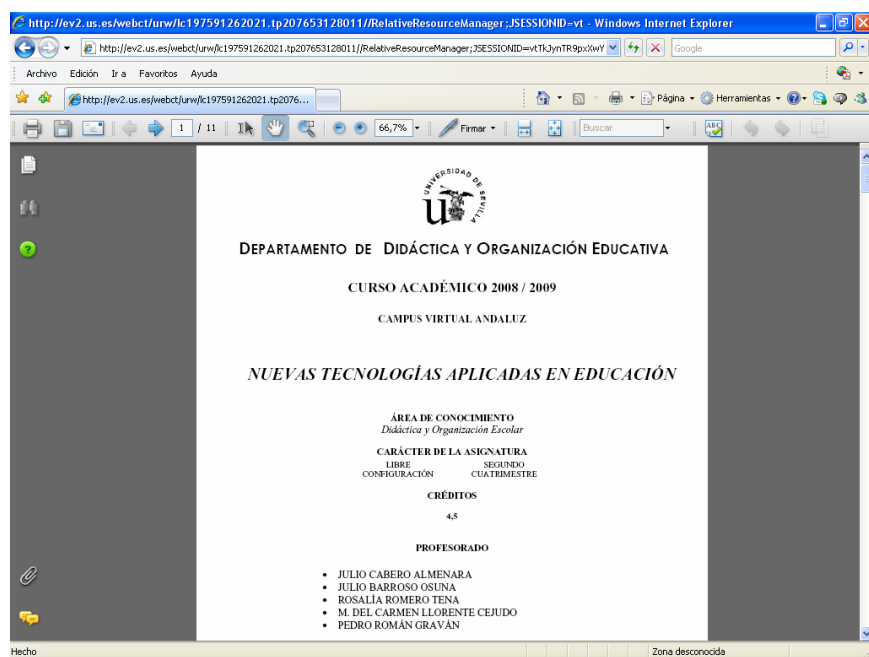 http://ev2.us.es/webct/urw/lc197591262021.tp207653128011//RelativeResourceManager;JSESSIONID=vt - Windows Internet Explorer
http://ev2.us.es/webct/urw/lc197591262021.tp207653128011//RelativeResourceManager;JSESSIONID=vtTkJynTR9pxXwY
Google
Archivo Edición Ir a Favoritos Ayuda
http://ev2.us.es/webct/urw/lc197591262021.tp2076...
Página Herramientas
1 / 11 66,7% Firmar Buscar
UNIVERSIDAD DE SEVILLA
DEPARTAMENTO DE DIDÁCTICA Y ORGANIZACIÓN EDUCATIVA
CURSO ACADÉMICO 2008 / 2009
CAMPUS VIRTUAL ANDALUZ
NUEVAS TECNOLOGÍAS APLICADAS EN EDUCACIÓN
ÁREA DE CONOCIMIENTO
Didáctica y Organización Escolar
CARÁCTER DE LA ASIGNATURA
LIBRE CONFIGURACIÓN
SEGUNDO CUATRIMESTRE
CRÉDITOS
4,5
PROFESORADO
• JULIO CABERO ALMENARA
• JULIO BARROSO OSUNA
• ROSALÍA ROMERO TENA
• M. DEL CARMEN LLORENTE CEJUDO
• PEDRO ROMÁN GRAVÁN
Hecho Zona desconocida